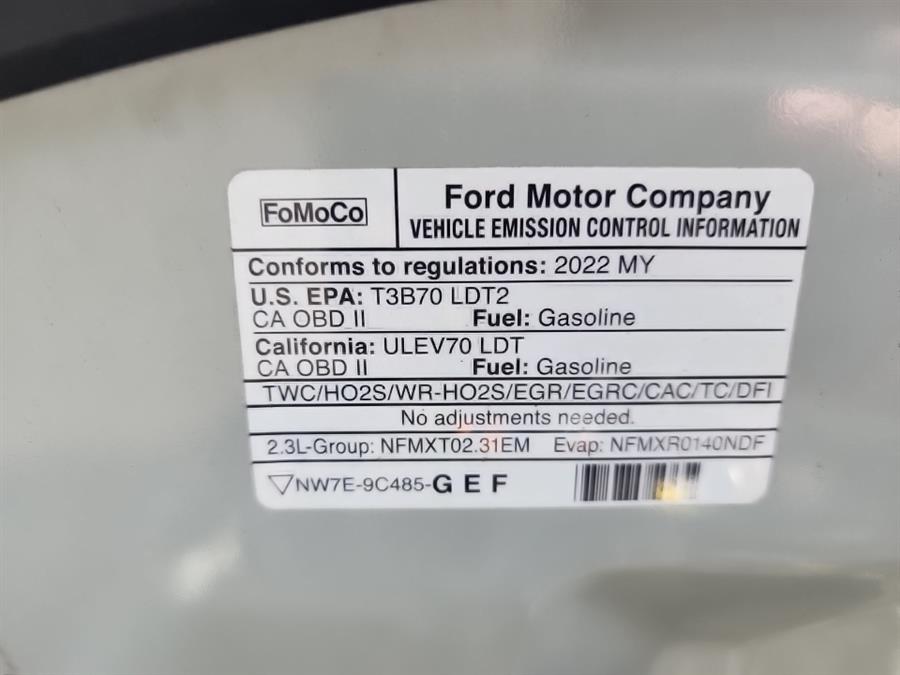 FoMoCo
Ford Motor Company
VEHICLE EMISSION CONTROL INFORMATION
Conforms to regulations: 2022 MY
U.S. EPA: T3B70 LDT2
CA OBD II Fuel: Gasoline
California: ULEV70 LDT
CA OBD II Fuel: Gasoline
TWC/HO2S/WR-HO2S/EGR/EGRC/CAC/TC/DFI
No adjustments needed.
2.3L-Group: NFMXT02.31EM Evap: NFMXR0140NDF
▽NW7E-9C485-G E F